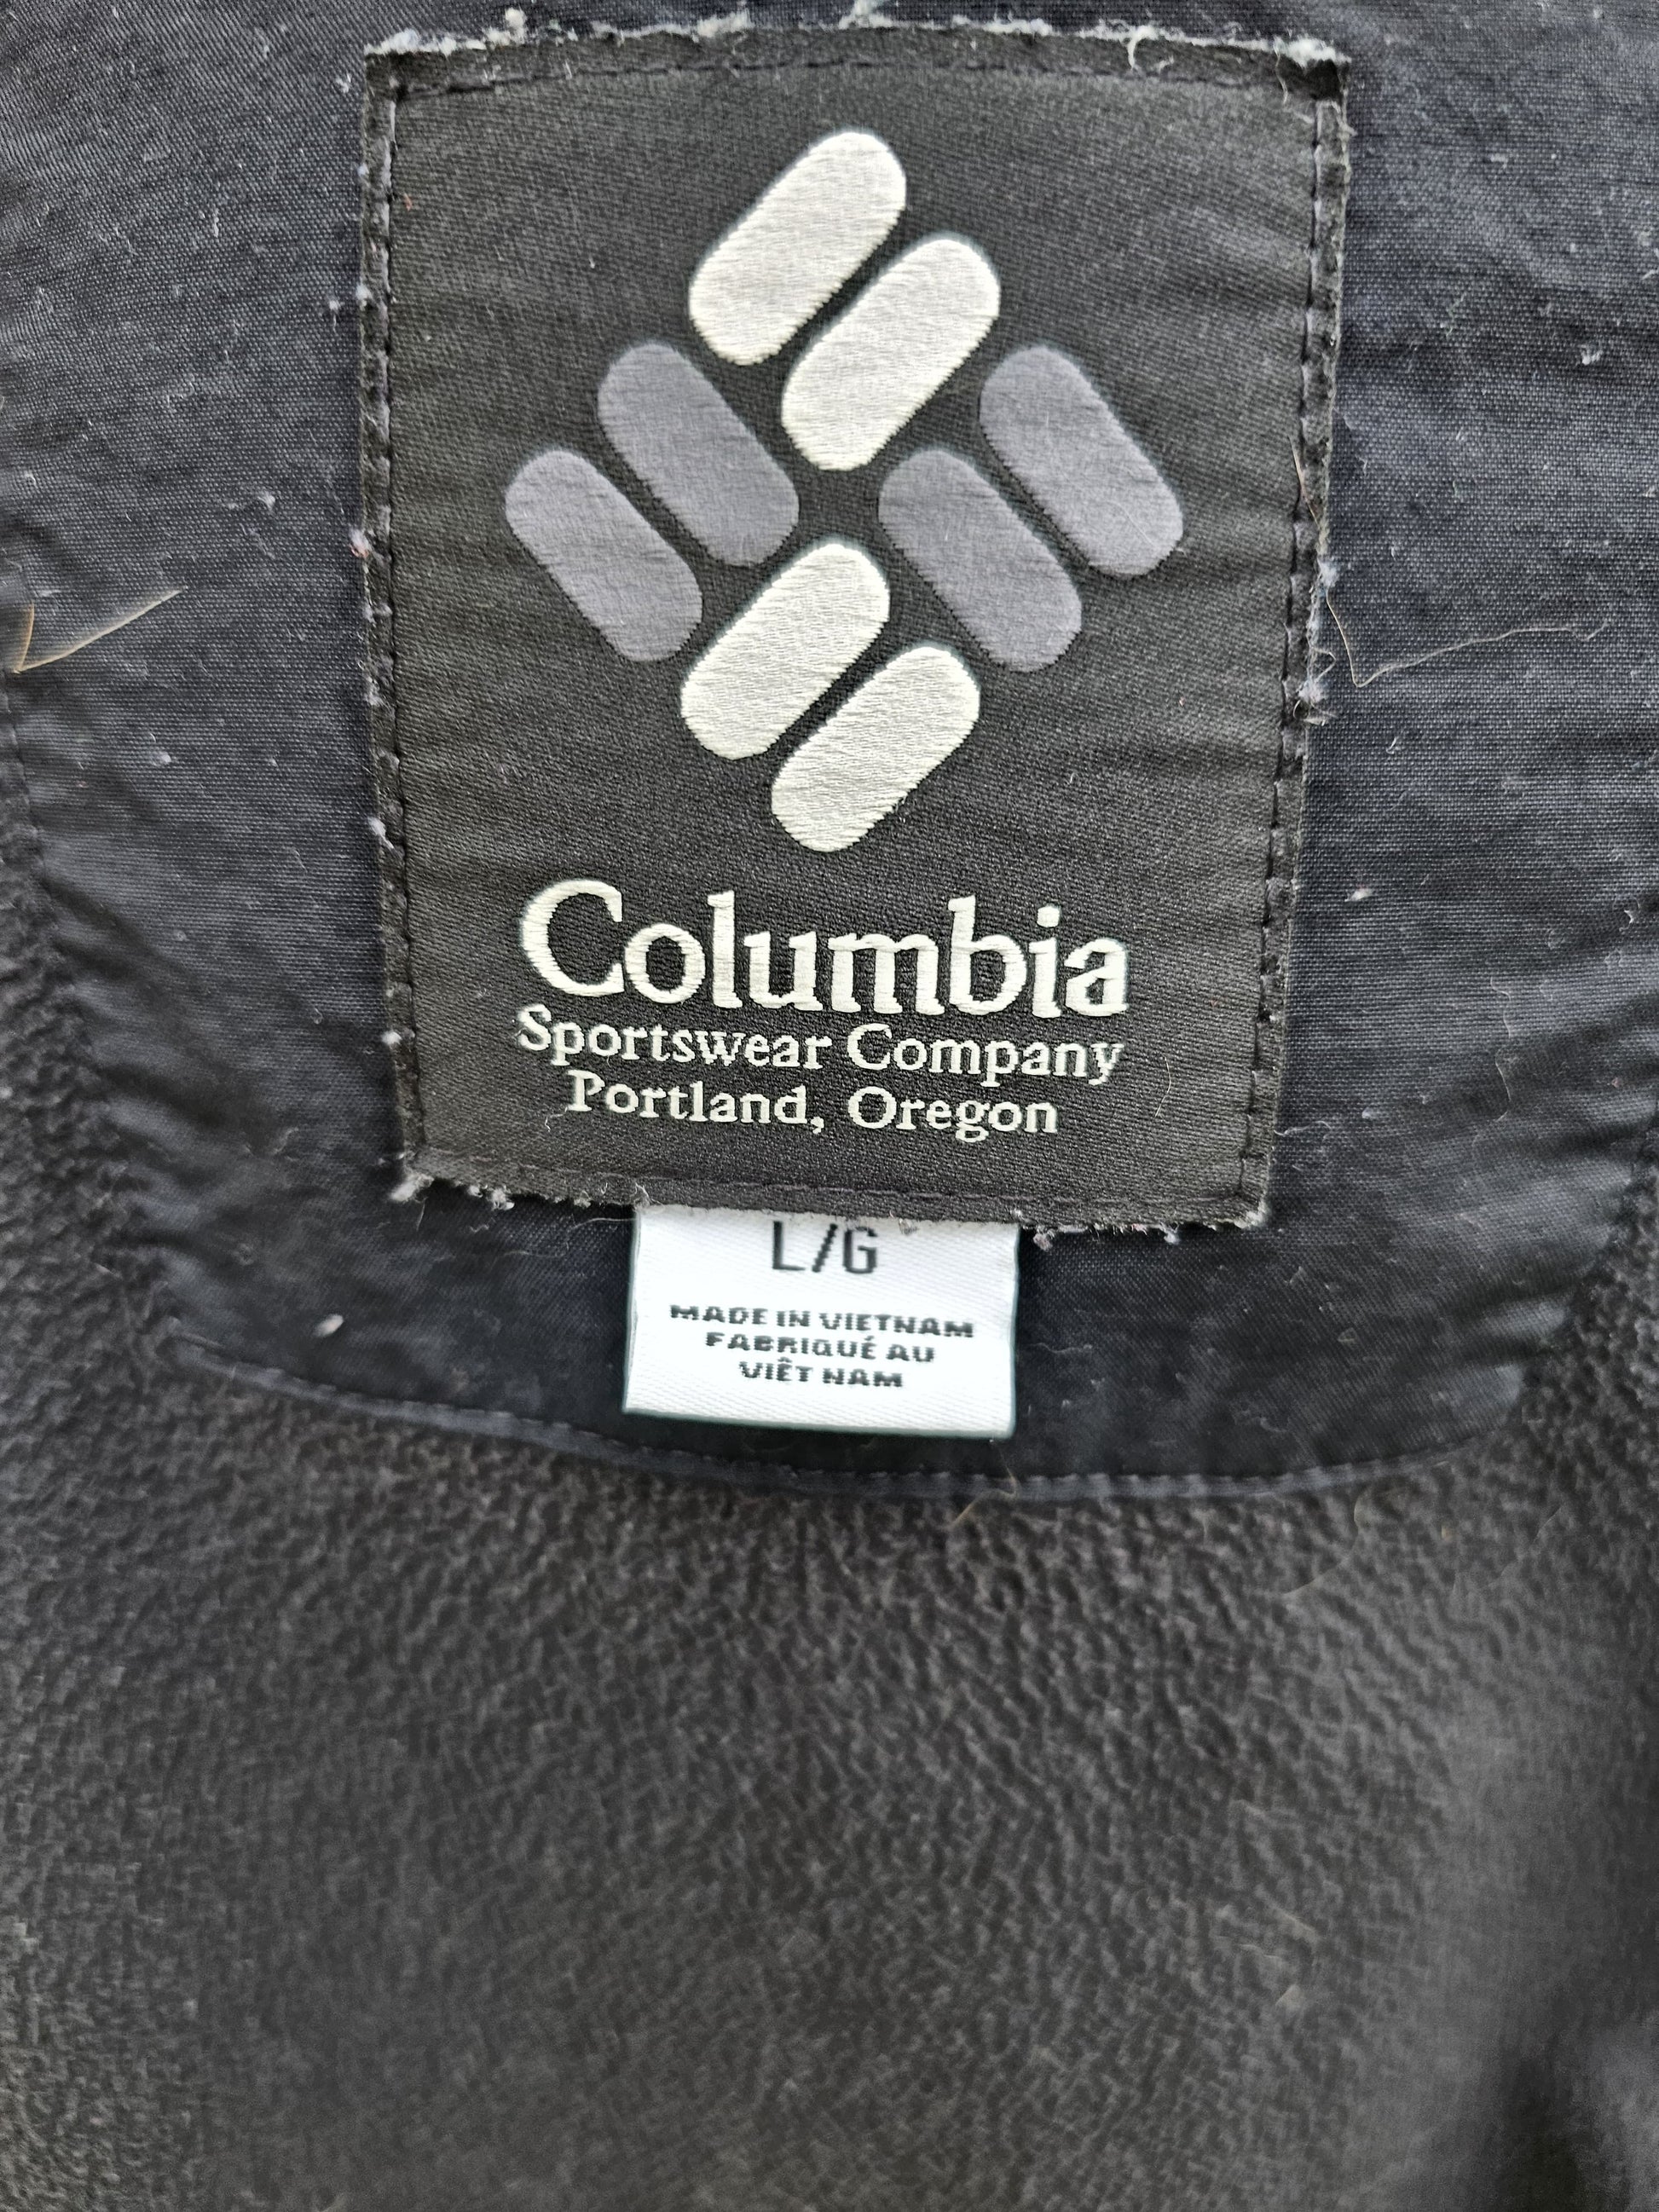 Columbia
Sportswear Company
Portland, Oregon
L/G
MADE IN VIETNAM
FABRIQUÉ AU
VIÊT NAM